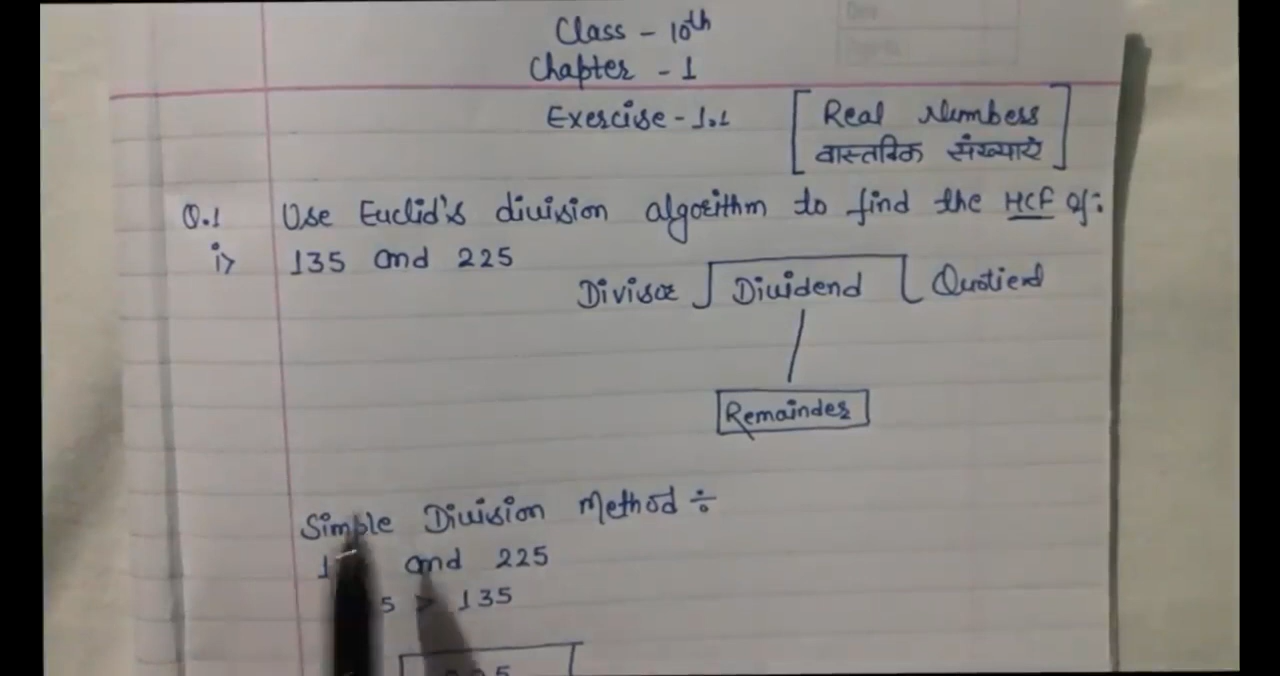 Class - 10th
Chapter - 1
Exercise - 1.1 [Real Numbers
वास्तविक संख्याऐ]
Q.1 Use Euclid's division algorithm to find the HCF of:
i> 135 and 225
Divisor Dividend Quotient
Remainder
Simple Division Method ÷
and 225
5 > 135